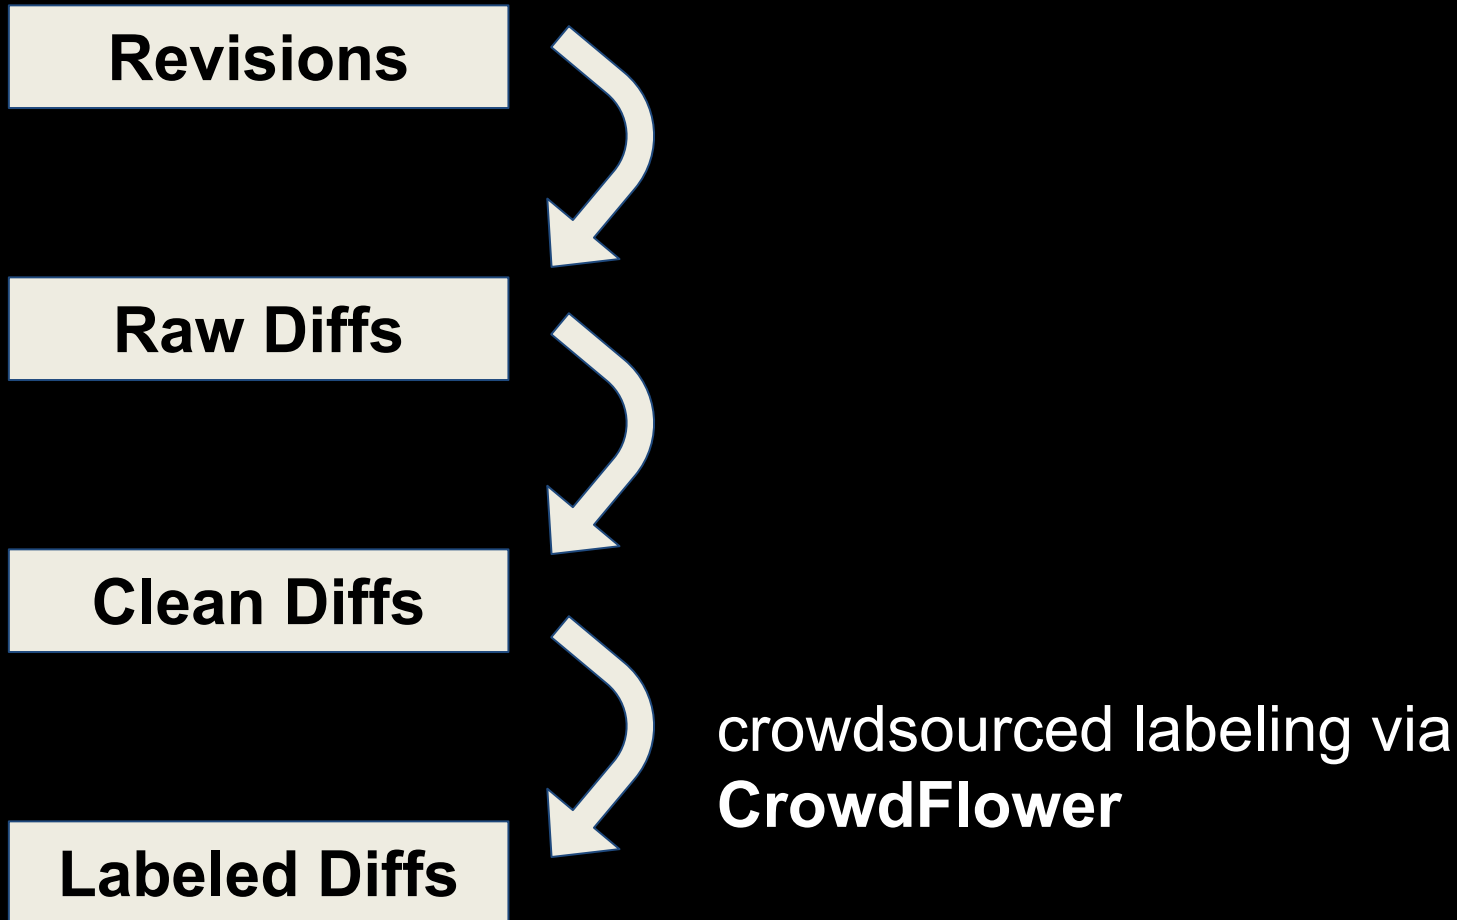 Revisions
Raw Diffs
Clean Diffs
crowdsourced labeling via
CrowdFlower
Labeled Diffs